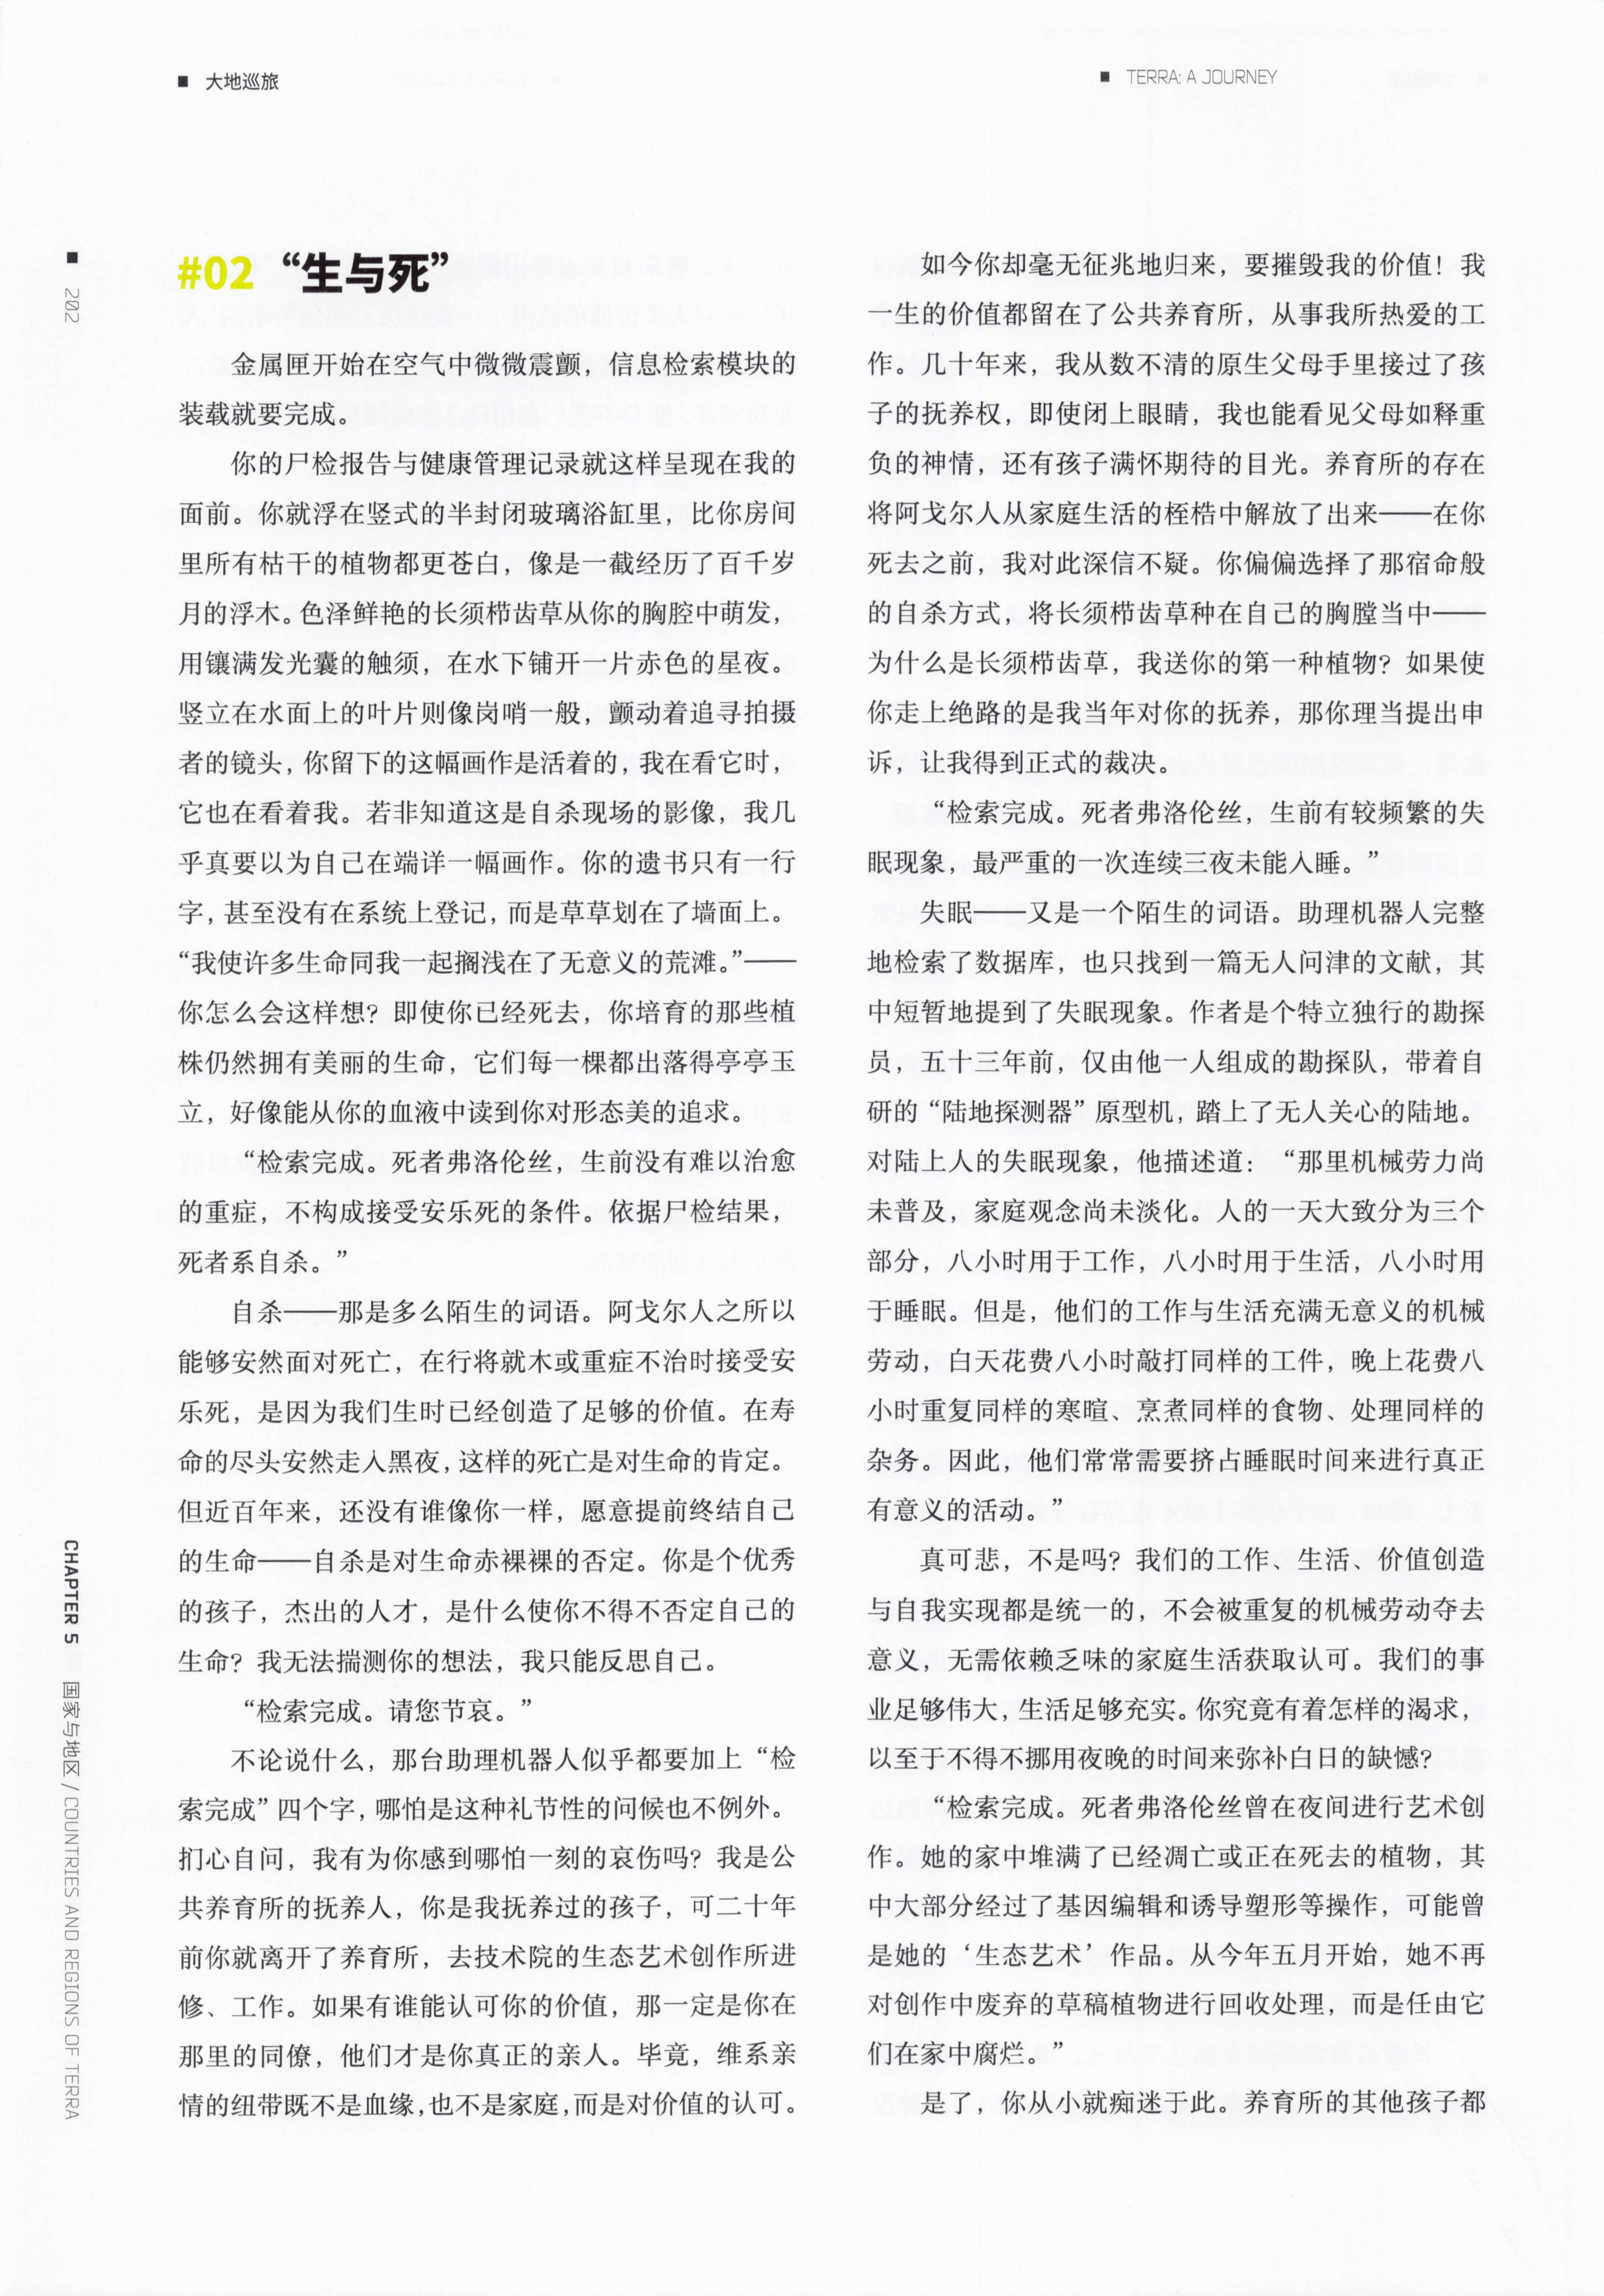 ■ 大地巡旅
■ TERRA: A JOURNEY
■ 202
#02 “生与死”
金属匣开始在空气中微微震颤，信息检索模块的
装载就要完成。
你的尸检报告与健康管理记录就这样呈现在我的
面前。你就浮在竖式的半封闭玻璃浴缸里，比你房间
里所有枯干的植物都更苍白，像是一截经历了百千岁
月的浮木。色泽鲜艳的长须栉齿草从你的胸腔中萌发，
用镶满发光囊的触须，在水下铺开一片赤色的星夜。
竖立在水面上的叶片则像岗哨一般，颤动着追寻拍摄
者的镜头，你留下的这幅画作是活着的，我在看它时，
它也在看着我。若非知道这是自杀现场的影像，我几
乎真要以为自己在端详一幅画作。你的遗书只有一行
字，甚至没有在系统上登记，而是草草划在了墙面上。
“我使许多生命同我一起搁浅在了无意义的荒滩。”——
你怎么会这样想？即使你已经死去，你培育的那些植
株仍然拥有美丽的生命，它们每一棵都出落得亭亭玉
立，好像能从你的血液中读到你对形态美的追求。
“检索完成。死者弗洛伦丝，生前没有难以治愈
的重症，不构成接受安乐死的条件。依据尸检结果，
死者系自杀。”
自杀——那是多么陌生的词语。阿戈尔人之所以
能够安然面对死亡，在行将就木或重症不治时接受安
乐死，是因为我们生时已经创造了足够的价值。在寿
命的尽头安然走入黑夜，这样的死亡是对生命的肯定。
但近百年来，还没有谁像你一样，愿意提前终结自己
的生命——自杀是对生命赤裸裸的否定。你是个优秀
的孩子，杰出的人才，是什么使你不得不否定自己的
生命？我无法揣测你的想法，我只能反思自己。
“检索完成。请您节哀。”
不论说什么，那台助理机器人似乎都要加上“检
索完成”四个字，哪怕是这种礼节性的问候也不例外。
扪心自问，我有为你感到哪怕一刻的哀伤吗？我是公
共养育所的抚养人，你是我抚养过的孩子，可二十年
前你就离开了养育所，去技术院的生态艺术创作所进
修、工作。如果有谁能认可你的价值，那一定是你在
那里的同僚，他们才是你真正的亲人。毕竟，维系亲
情的纽带既不是血缘，也不是家庭，而是对价值的认可。
如今你却毫无征兆地归来，要摧毁我的价值！我
一生的价值都留在了公共养育所，从事我所热爱的工
作。几十年来，我从数不清的原生父母手里接过了孩
子的抚养权，即使闭上眼睛，我也能看见父母如释重
负的神情，还有孩子满怀期待的目光。养育所的存在
将阿戈尔人从家庭生活的桎梏中解放了出来——在你
死去之前，我对此深信不疑。你偏偏选择了那宿命般
的自杀方式，将长须栉齿草种在自己的胸膛当中——
为什么是长须栉齿草，我送你的第一种植物？如果使
你走上绝路的是我当年对你的抚养，那你理当提出申
诉，让我得到正式的裁决。
“检索完成。死者弗洛伦丝，生前有较频繁的失
眠现象，最严重的一次连续三夜未能入睡。”
失眠——又是一个陌生的词语。助理机器人完整
地检索了数据库，也只找到一篇无人问津的文献，其
中短暂地提到了失眠现象。作者是个特立独行的勘探
员，五十三年前，仅由他一人组成的勘探队，带着自
研的“陆地探测器”原型机，踏上了无人关心的陆地。
对陆上人的失眠现象，他描述道：“那里机械劳力尚
未普及，家庭观念尚未淡化。人的一天大致分为三个
部分，八小时用于工作，八小时用于生活，八小时用
于睡眠。但是，他们的工作与生活充满无意义的机械
劳动，白天花费八小时敲打同样的工件，晚上花费八
小时重复同样的寒暄、烹煮同样的食物、处理同样的
杂务。因此，他们常常需要挤占睡眠时间来进行真正
有意义的活动。”
真可悲，不是吗？我们的工作、生活、价值创造
与自我实现都是统一的，不会被重复的机械劳动夺去
意义，无需依赖乏味的家庭生活获取认可。我们的事
业足够伟大，生活足够充实。你究竟有着怎样的渴求，
以至于不得不挪用夜晚的时间来弥补白日的缺憾？
“检索完成。死者弗洛伦丝曾在夜间进行艺术创
作。她的家中堆满了已经凋亡或正在死去的植物，其
中大部分经过了基因编辑和诱导塑形等操作，可能曾
是她的‘生态艺术’作品。从今年五月开始，她不再
对创作中废弃的草稿植物进行回收处理，而是任由它
们在家中腐烂。”
是了，你从小就痴迷于此。养育所的其他孩子都
CHAPTER 5 国家与地区 / COUNTRIES AND REGIONS OF TERRA